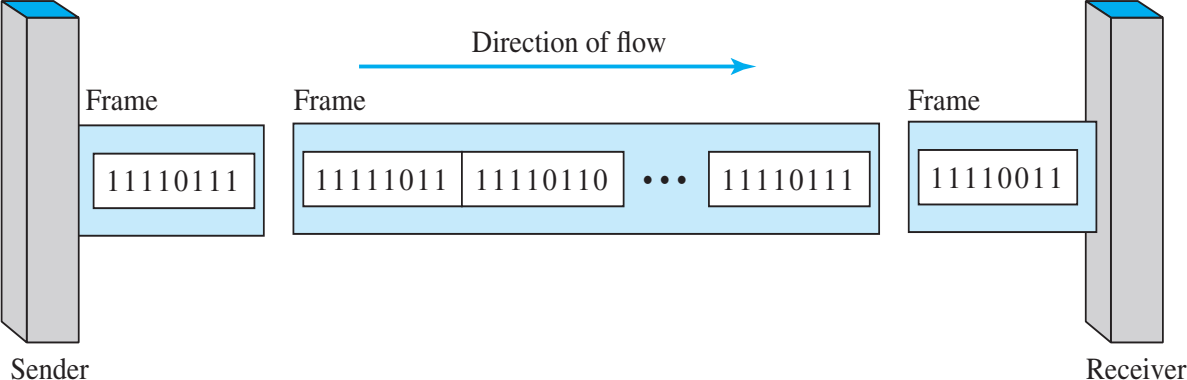 Direction of flow
Frame
Frame
Frame
11110111
11111011
11110110
•••
11110111
11110011
Sender
Receiver